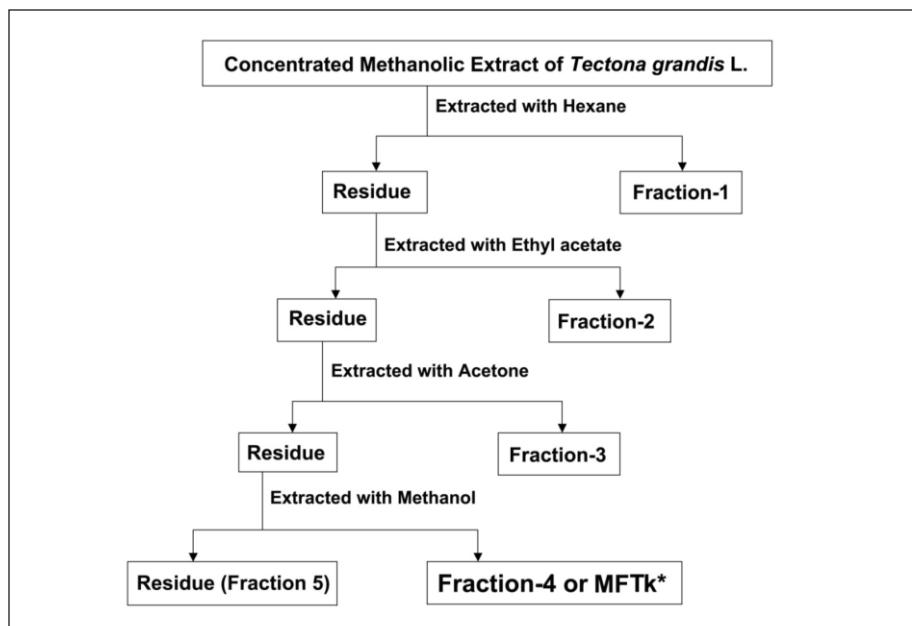 Concentrated Methanolic Extract of Tectona grandis L.
Extracted with Hexane
Residue
Fraction-1
Extracted with Ethyl acetate
Residue
Fraction-2
Extracted with Acetone
Residue
Fraction-3
Extracted with Methanol
Residue (Fraction 5)
Fraction-4 or MFTk*